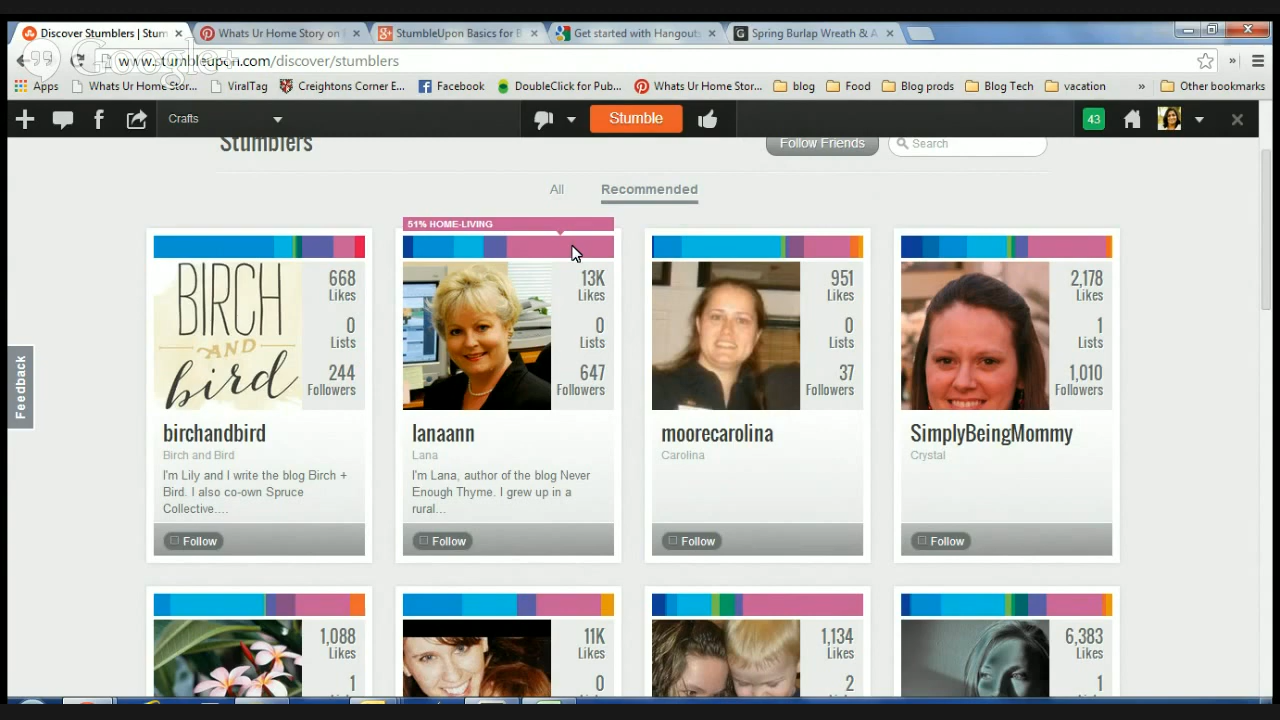 Discover Stumblers | Stum
Whats Ur Home Story on
StumbleUpon Basics for B
Get started with Hangouts
Spring Burlap Wreath & A
Google+
www.stumbleupon.com/discover/stumblers
Apps
Whats Ur Home Stor...
ViralTag
Creightons Corner E...
Facebook
DoubleClick for Pub...
Whats Ur Home Stor...
blog
Food
Blog prods
Blog Tech
vacation
»
Other bookmarks
Crafts
Stumble
43
Stumblers
Follow Friends
Search
All
Recommended
51% HOME-LIVING
BIRCH
AND
bird
668
Likes
0
Lists
244
Followers
birchandbird
Birch and Bird
I'm Lily and I write the blog Birch +
Bird. I also co-own Spruce
Collective....
Follow
13K
Likes
0
Lists
647
Followers
lanaann
Lana
I'm Lana, author of the blog Never
Enough Thyme. I grew up in a
rural...
Follow
951
Likes
0
Lists
37
Followers
moorecarolina
Carolina
Follow
2,178
Likes
1
Lists
1,010
Followers
SimplyBeingMommy
Crystal
Follow
1,088
Likes
1
11K
Likes
0
1,134
Likes
2
6,383
Likes
1
Feedback